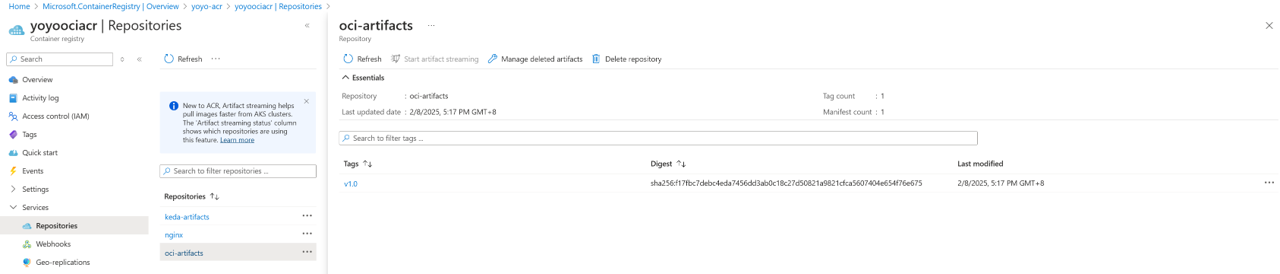 Home > Microsoft.ContainerRegistry | Overview > yoyo-acr > yoyoociacr | Repositories >
yoyoociacr | Repositories
Container registry
Search
Overview
Activity log
Access control (IAM)
Tags
Quick start
Events
Settings
Services
Repositories
Webhooks
Geo-replications
Refresh
New to ACR, Artifact streaming helps
pull images faster from AKS clusters.
The 'Artifact streaming status' column
shows which repositories are using
this feature. Learn more
Search to filter repositories ...
Repositories
keda-artifacts
nginx
oci-artifacts
oci-artifacts
Repository
Refresh Start artifact streaming Manage deleted artifacts Delete repository
Essentials
Repository : oci-artifacts Tag count : 1
Last updated date : 2/8/2025, 5:17 PM GMT+8 Manifest count : 1
Search to filter tags ...
Tags Digest Last modified
v1.0 sha256:f17fbc7debc4eda7456dd3ab0c18c27d50821a9821cfca5607404e654f76e675 2/8/2025, 5:17 PM GMT+8